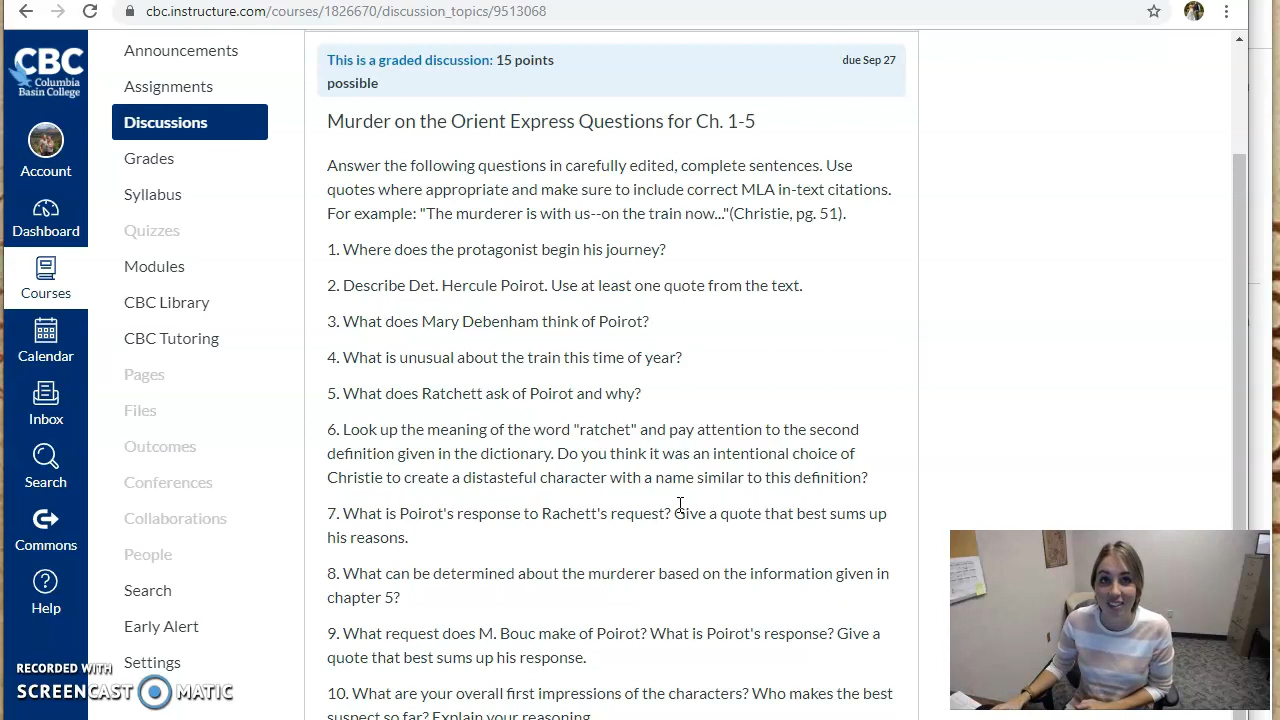 cbc.instructure.com/courses/1826670/discussion_topics/9513068
CBC
Columbia
Basin College
Account
Dashboard
Courses
Calendar
Inbox
Search
Commons
Help
Announcements
Assignments
Discussions
Grades
Syllabus
Quizzes
Modules
CBC Library
CBC Tutoring
Pages
Files
Outcomes
Conferences
Collaborations
People
Search
Early Alert
Settings
This is a graded discussion: 15 points
possible
due Sep 27
Murder on the Orient Express Questions for Ch. 1-5
Answer the following questions in carefully edited, complete sentences. Use
quotes where appropriate and make sure to include correct MLA in-text citations.
For example: "The murderer is with us--on the train now..."(Christie, pg. 51).
1. Where does the protagonist begin his journey?
2. Describe Det. Hercule Poirot. Use at least one quote from the text.
3. What does Mary Debenham think of Poirot?
4. What is unusual about the train this time of year?
5. What does Ratchett ask of Poirot and why?
6. Look up the meaning of the word "ratchet" and pay attention to the second
definition given in the dictionary. Do you think it was an intentional choice of
Christie to create a distasteful character with a name similar to this definition?
7. What is Poirot's response to Rachett's request? Give a quote that best sums up
his reasons.
8. What can be determined about the murderer based on the information given in
chapter 5?
9. What request does M. Bouc make of Poirot? What is Poirot's response? Give a
quote that best sums up his response.
10. What are your overall first impressions of the characters? Who makes the best
suspect so far? Explain your
RECORDED WITH
SCREENCAST MATIC